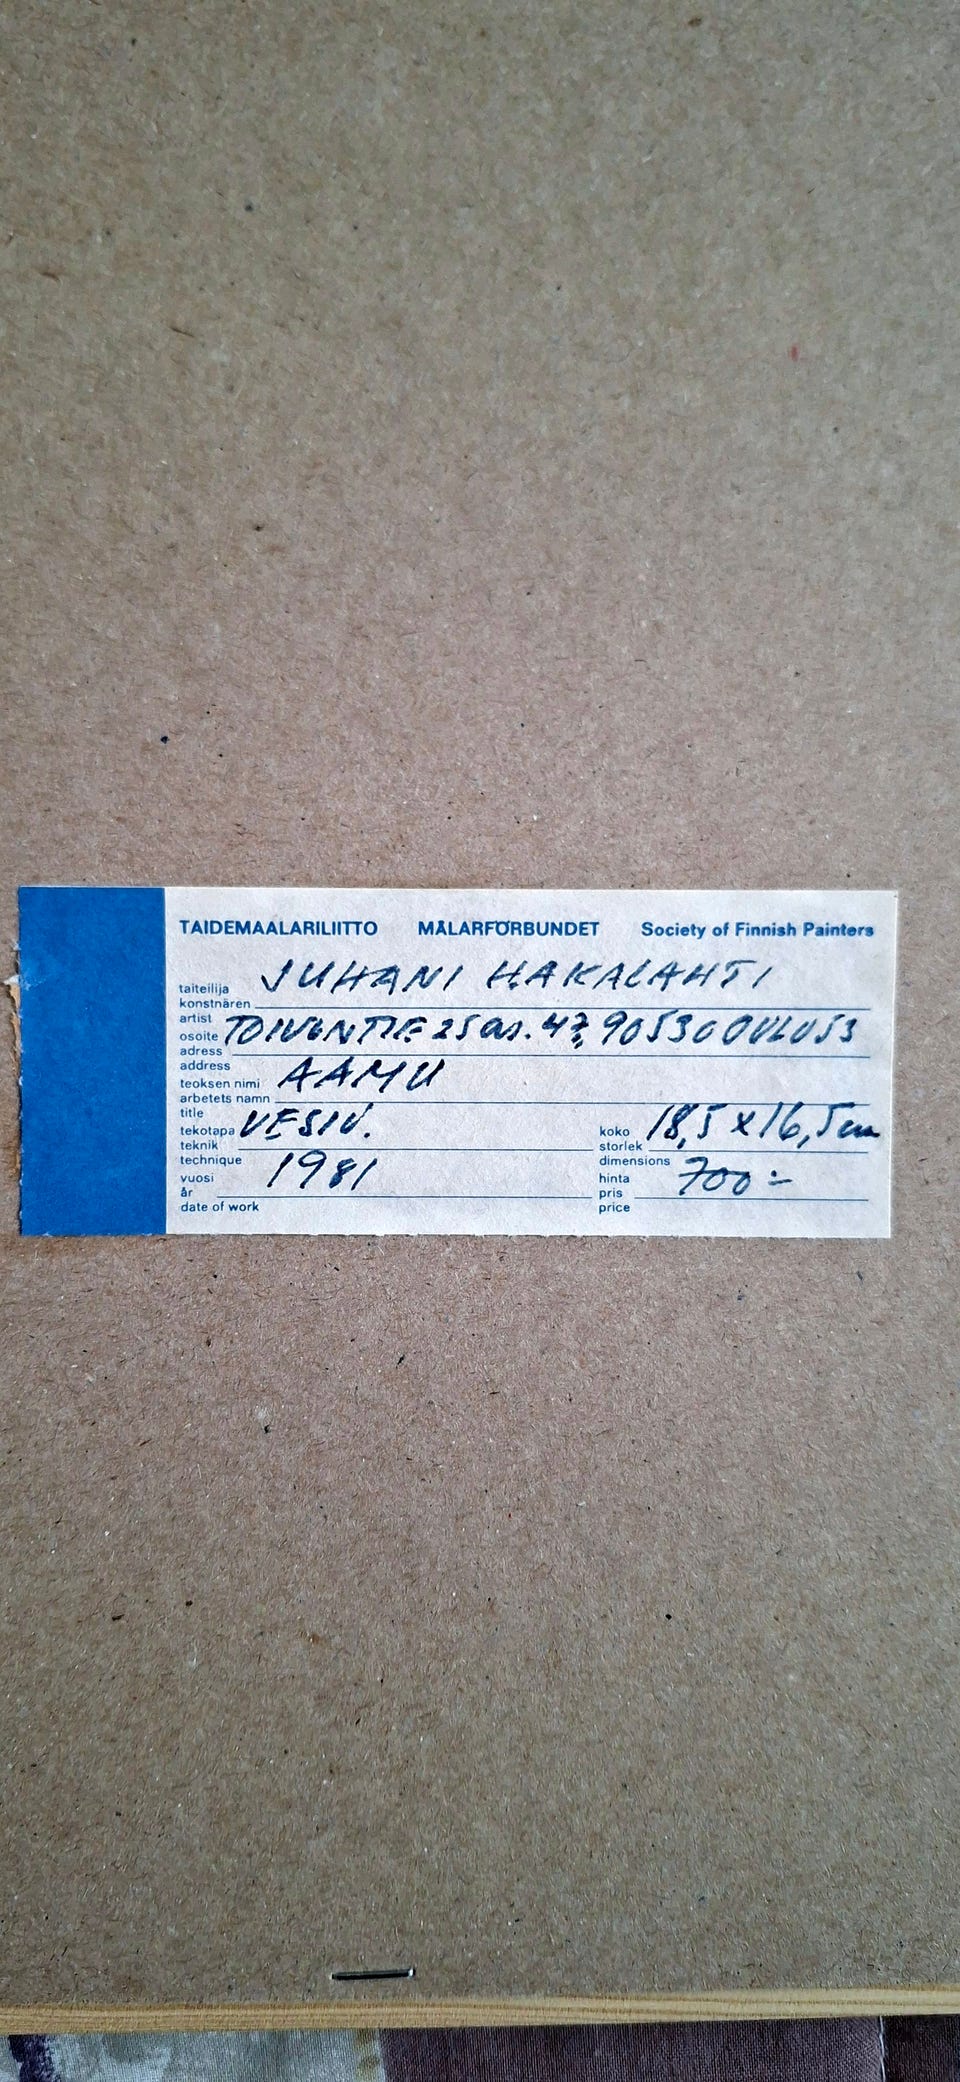 TAIDEMAALARILIITTO MÅLARFÖRBUNDET Society of Finnish Painters
taiteilija JUHANI HAKALAHTI
konstnären
artist
osoite TOIVONTIE 25 as. 47, 90530 OULU 53
adress
address
teoksen nimi AAMU
arbetets namn
title
tekotapa VESIV. koko 18,5 x 16,5 cm
teknik storlek
technique 1981 dimensions 700:-
vuosi hinta
år pris
date of work price